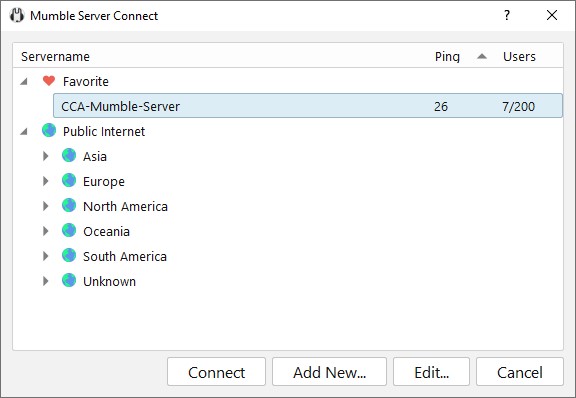 Mumble Server Connect ?
Servername Ping Users
Favorite
CCA-Mumble-Server 26 7/200
Public Internet
Asia
Europe
North America
Oceania
South America
Unknown
Connect Add New... Edit... Cancel